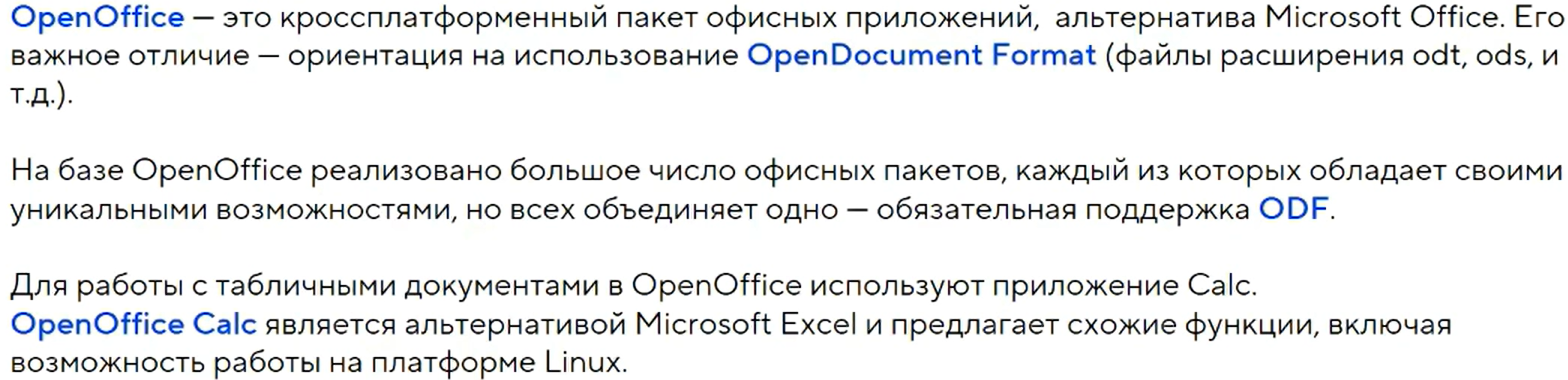 OpenOffice — это кроссплатформенный пакет офисных приложений, альтернатива Microsoft Office. Его
важное отличие — ориентация на использование OpenDocument Format (файлы расширения odt, ods, и
т.д.).
На базе OpenOffice реализовано большое число офисных пакетов, каждый из которых обладает своими
уникальными возможностями, но всех объединяет одно — обязательная поддержка ODF.
Для работы с табличными документами в OpenOffice используют приложение Calc.
OpenOffice Calc является альтернативой Microsoft Excel и предлагает схожие функции, включая
возможность работы на платформе Linux.